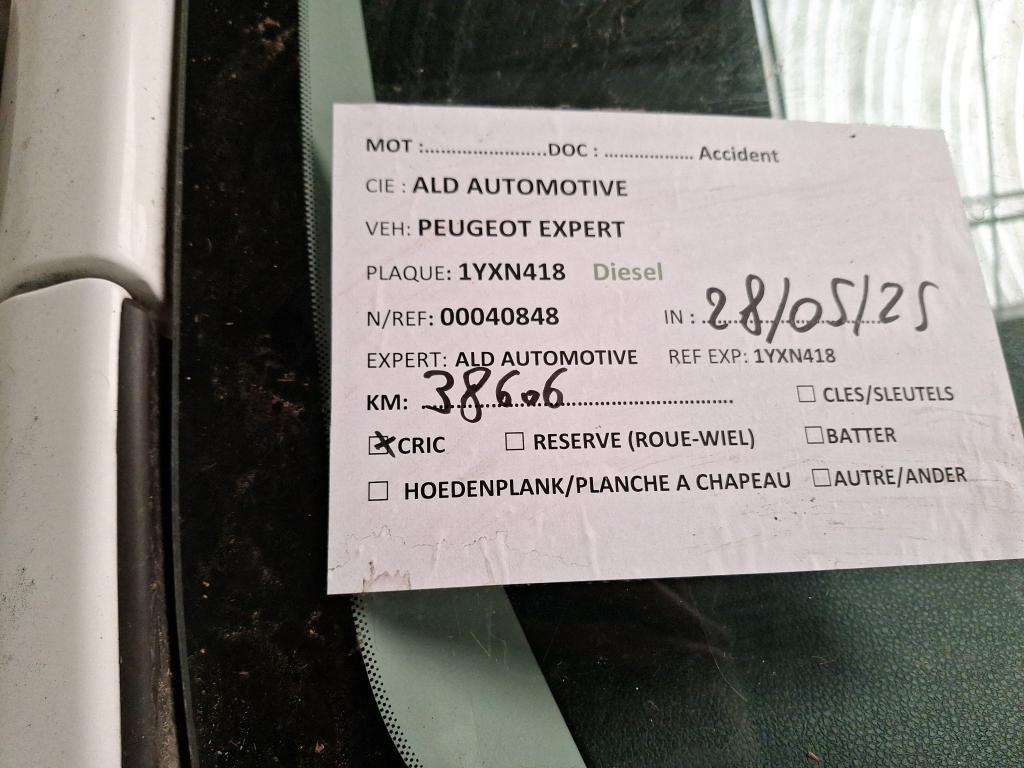 MOT :......................DOC : ................. Accident
CIE : ALD AUTOMOTIVE
VEH: PEUGEOT EXPERT
PLAQUE: 1YXN418 Diesel
N/REF: 00040848 IN : 28/05/25
EXPERT: ALD AUTOMOTIVE REF EXP: 1YXN418
KM: 38606 ☐ CLES/SLEUTELS
☒ CRIC ☐ RESERVE (ROUE-WIEL) ☐ BATTER
☐ HOEDENPLANK/PLANCHE A CHAPEAU ☐ AUTRE/ANDER